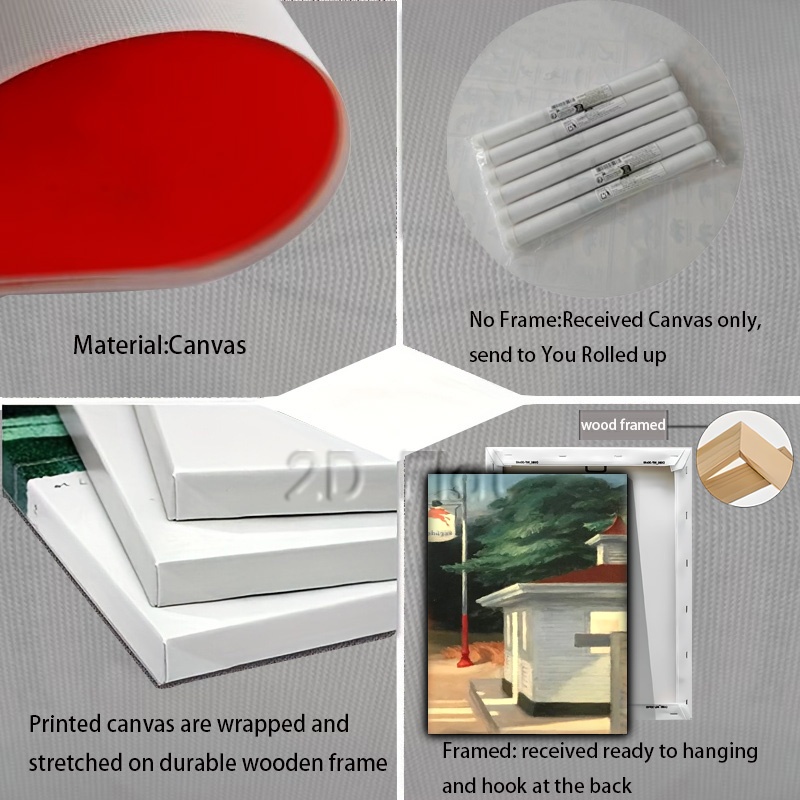 Material:Canvas
No Frame:Received Canvas only,
send to You Rolled up
2D
wood framed
Printed canvas are wrapped and
stretched on durable wooden frame
Framed: received ready to hanging
and hook at the back